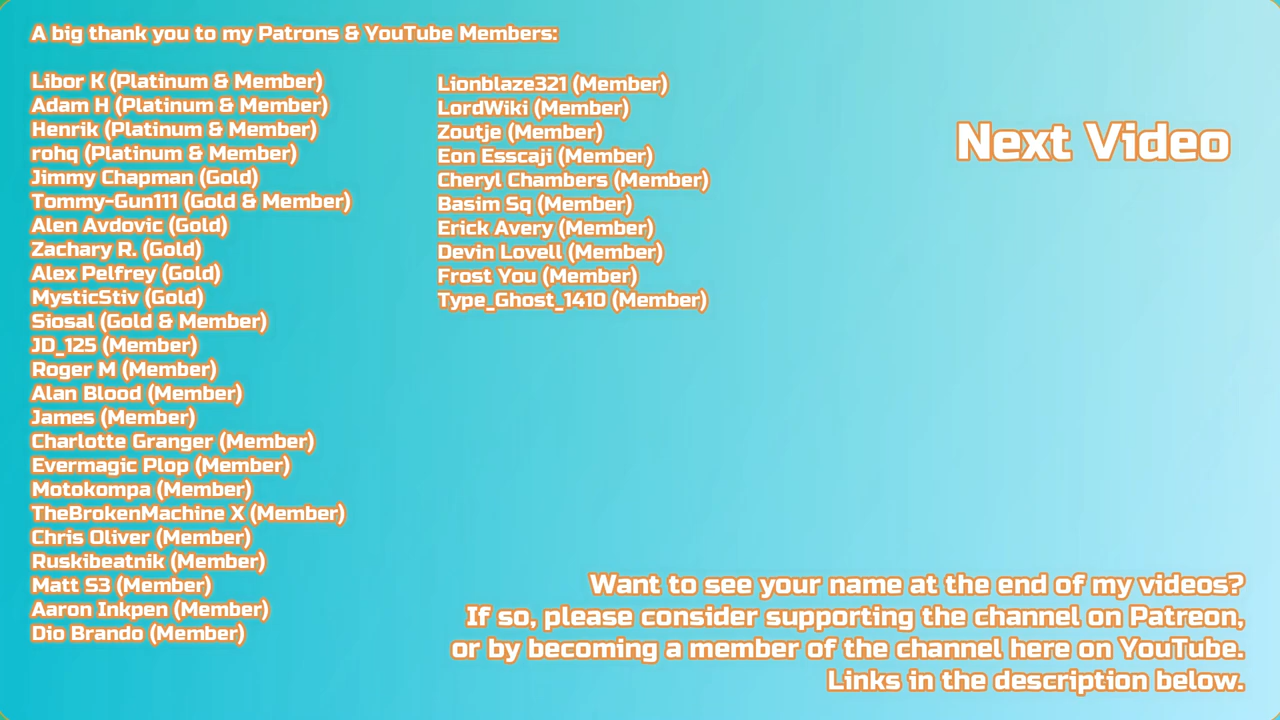 A big thank you to my Patrons & YouTube Members:
Libor K (Platinum & Member)
Adam H (Platinum & Member)
Henrik (Platinum & Member)
rohq (Platinum & Member)
Jimmy Chapman (Gold)
Tommy-Gun111 (Gold & Member)
Alen Avdovic (Gold)
Zachary R. (Gold)
Alex Pelfrey (Gold)
MysticStiv (Gold)
Siosal (Gold & Member)
JD_125 (Member)
Roger M (Member)
Alan Blood (Member)
James (Member)
Charlotte Granger (Member)
Evermagic Plop (Member)
Motokompa (Member)
TheBrokenMachine X (Member)
Chris Oliver (Member)
Ruskibeatnik (Member)
Matt S3 (Member)
Aaron Inkpen (Member)
Dio Brando (Member)
Lionblaze321 (Member)
LordWiki (Member)
Zoutje (Member)
Eon Esscaji (Member)
Cheryl Chambers (Member)
Basim Sq (Member)
Erick Avery (Member)
Devin Lovell (Member)
Frost You (Member)
Type_Ghost_1410 (Member)
Next Video
Want to see your name at the end of my videos?
If so, please consider supporting the channel on Patreon,
or by becoming a member of the channel here on YouTube.
Links in the description below.